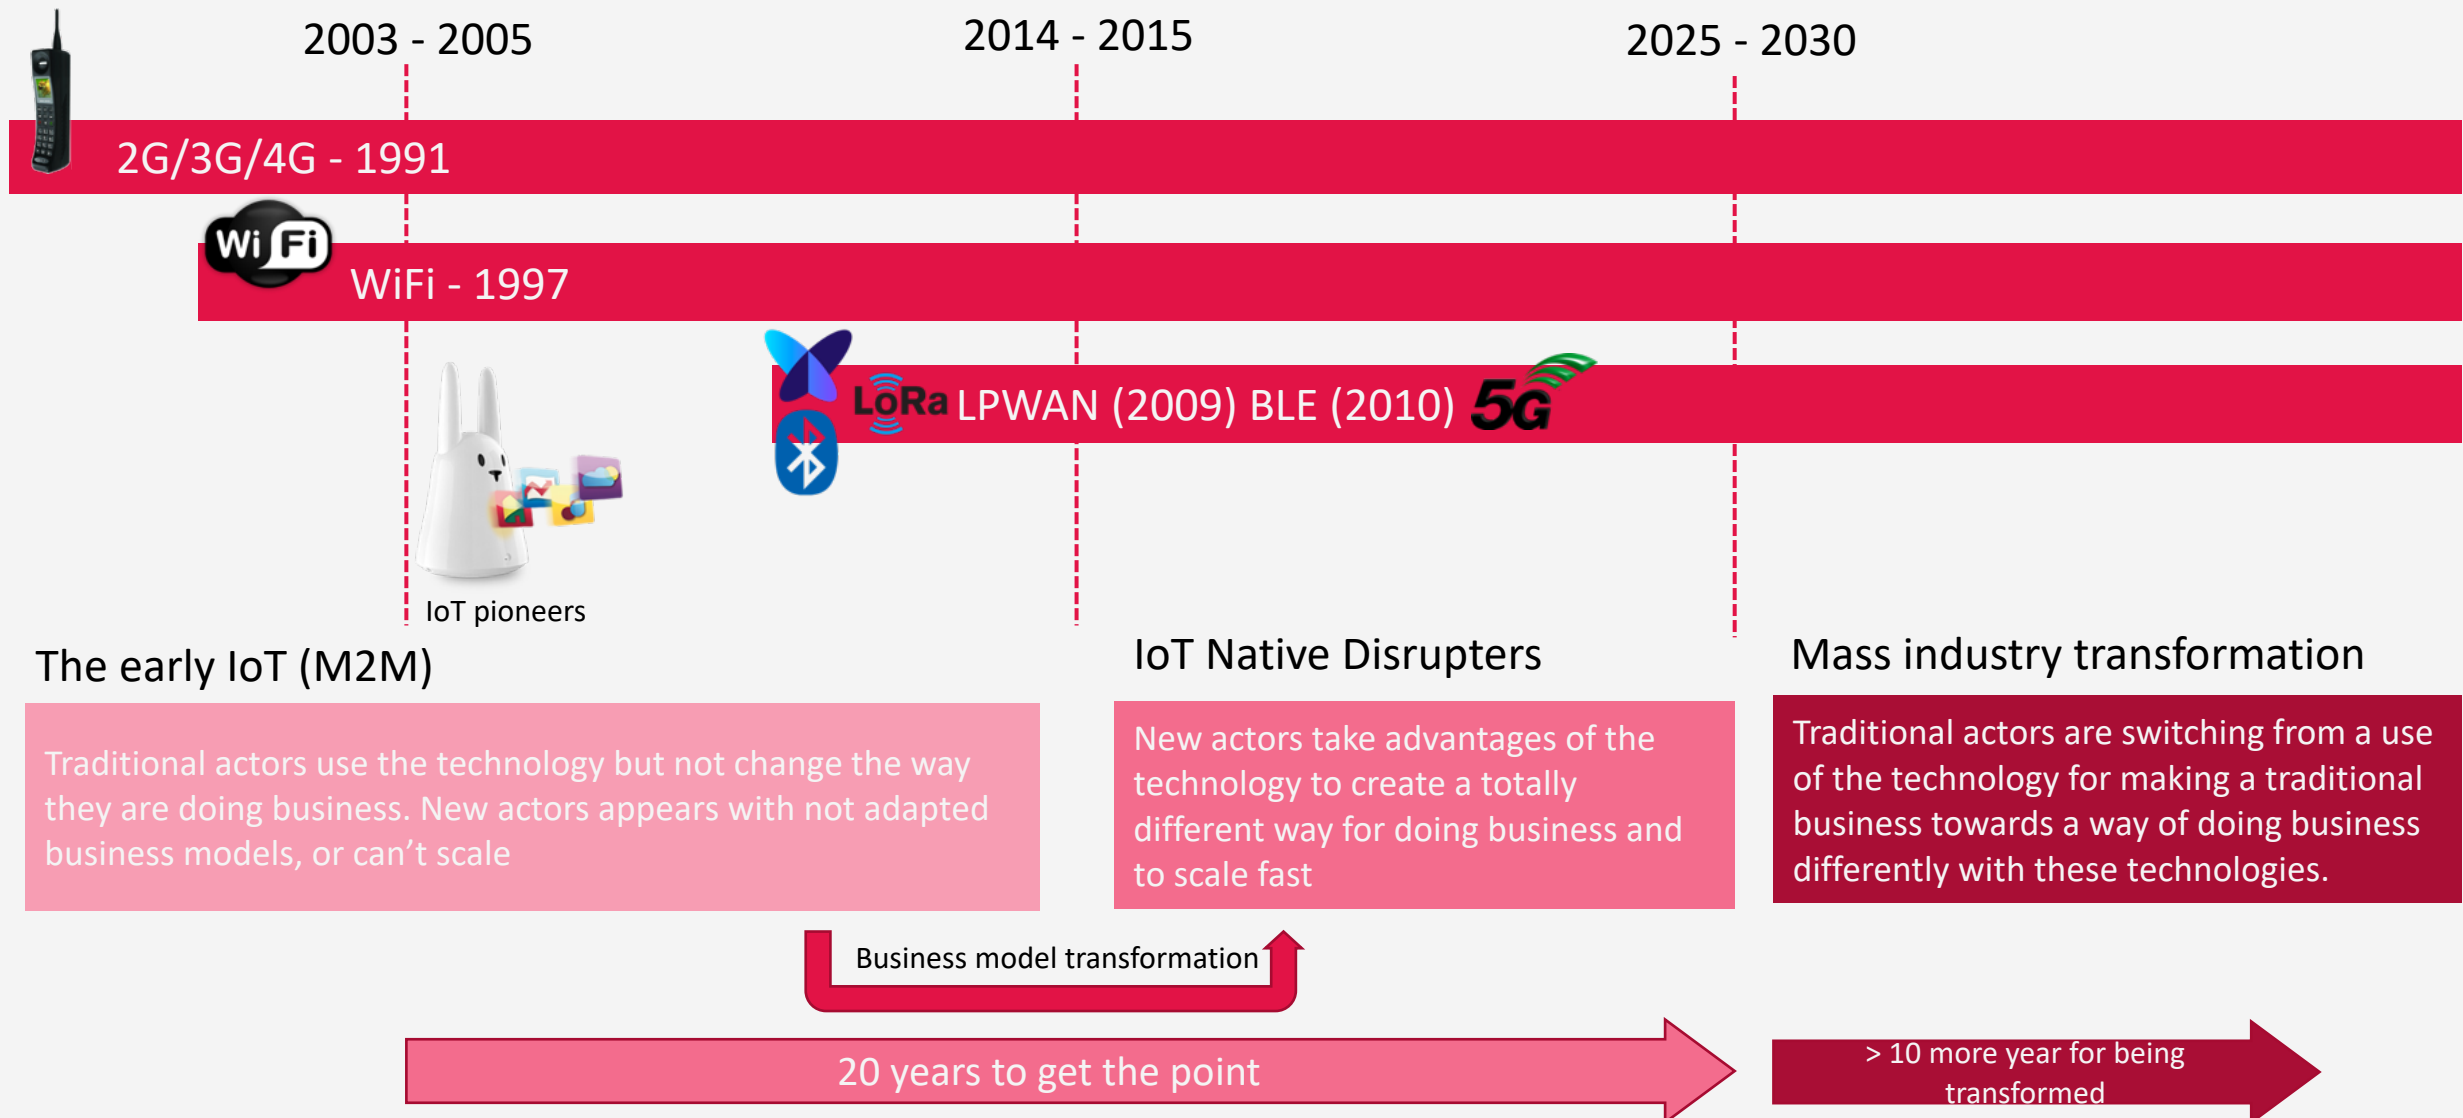 2003 - 2005
2014 - 2015
2025 - 2030
2G/3G/4G - 1991
Wi Fi
WiFi - 1997
LoRa LPWAN (2009) BLE (2010) 5G
IoT pioneers
The early IoT (M2M)
Traditional actors use the technology but not change the way
they are doing business. New actors appears with not adapted
business models, or can't scale
IoT Native Disrupters
New actors take advantages of the
technology to create a totally
different way for doing business and
to scale fast
Mass industry transformation
Traditional actors are switching from a use
of the technology for making a traditional
business towards a way of doing business
differently with these technologies.
Business model transformation
20 years to get the point
> 10 more year for being
transformed